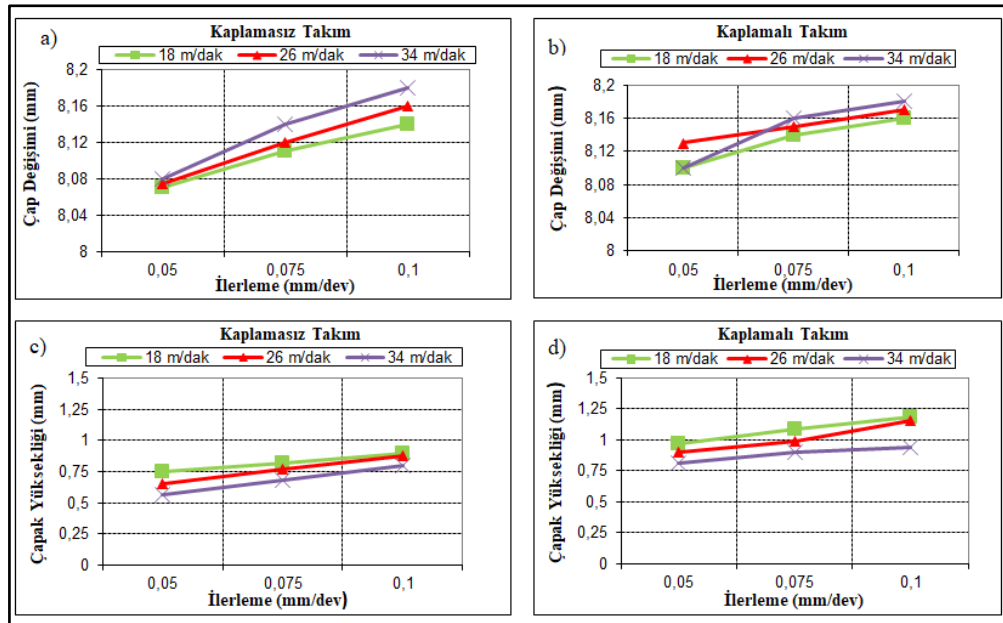 a)
Kaplamasız Takım
18 m/dak 26 m/dak 34 m/dak
Çap Değişimi (mm)
8,2
8,16
8,12
8,08
8,04
8
0,05 0,075 0,1
İlerleme (mm/dev)
b)
Kaplamalı Takım
18 m/dak 26 m/dak 34 m/dak
Çap Değişimi (mm)
8,2
8,16
8,12
8,08
8,04
8
0,05 0,075 0,1
İlerleme (mm/dev)
c)
Kaplamasız Takım
18 m/dak 26 m/dak 34 m/dak
Çapak Yüksekliği (mm)
1,5
1,25
1
0,75
0,5
0,25
0
0,05 0,075 0,1
İlerleme (mm/dev)
d)
Kaplamalı Takım
18 m/dak 26 m/dak 34 m/dak
Çapak Yüksekliği (mm)
1,5
1,25
1
0,75
0,5
0,25
0
0,05 0,075 0,1
İlerleme (mm/dev)